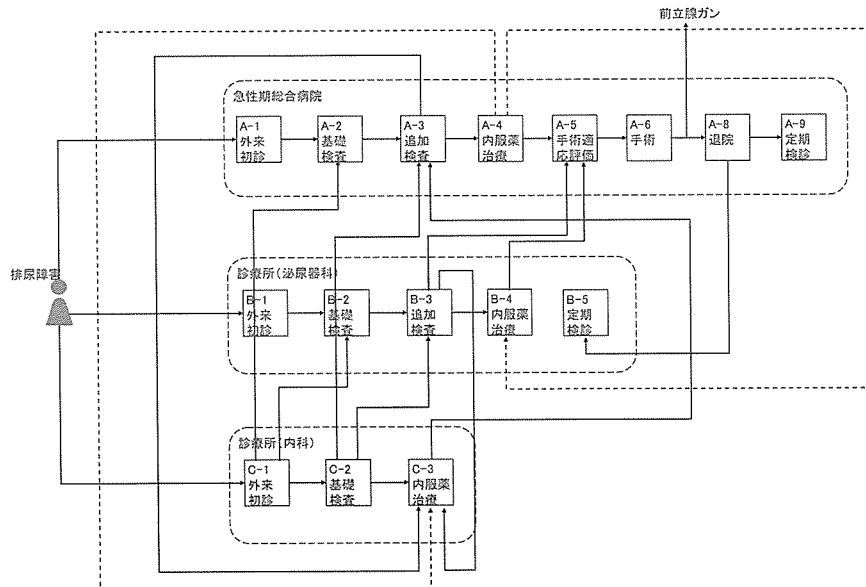 前立腺ガン
急性期総合病院
A-1
外来
初診
A-2
基礎
検査
A-3
追加
検査
A-4
内服薬
治療
A-5
手術適
応評価
A-6
手術
A-8
退院
A-9
定期
検診
排尿障害
診療所(泌尿器科)
B-1
外来
初診
B-2
基礎
検査
B-3
追加
検査
B-4
内服薬
治療
B-5
定期
検診
診療所(内科)
C-1
外来
初診
C-2
基礎
検査
C-3
内服薬
治療